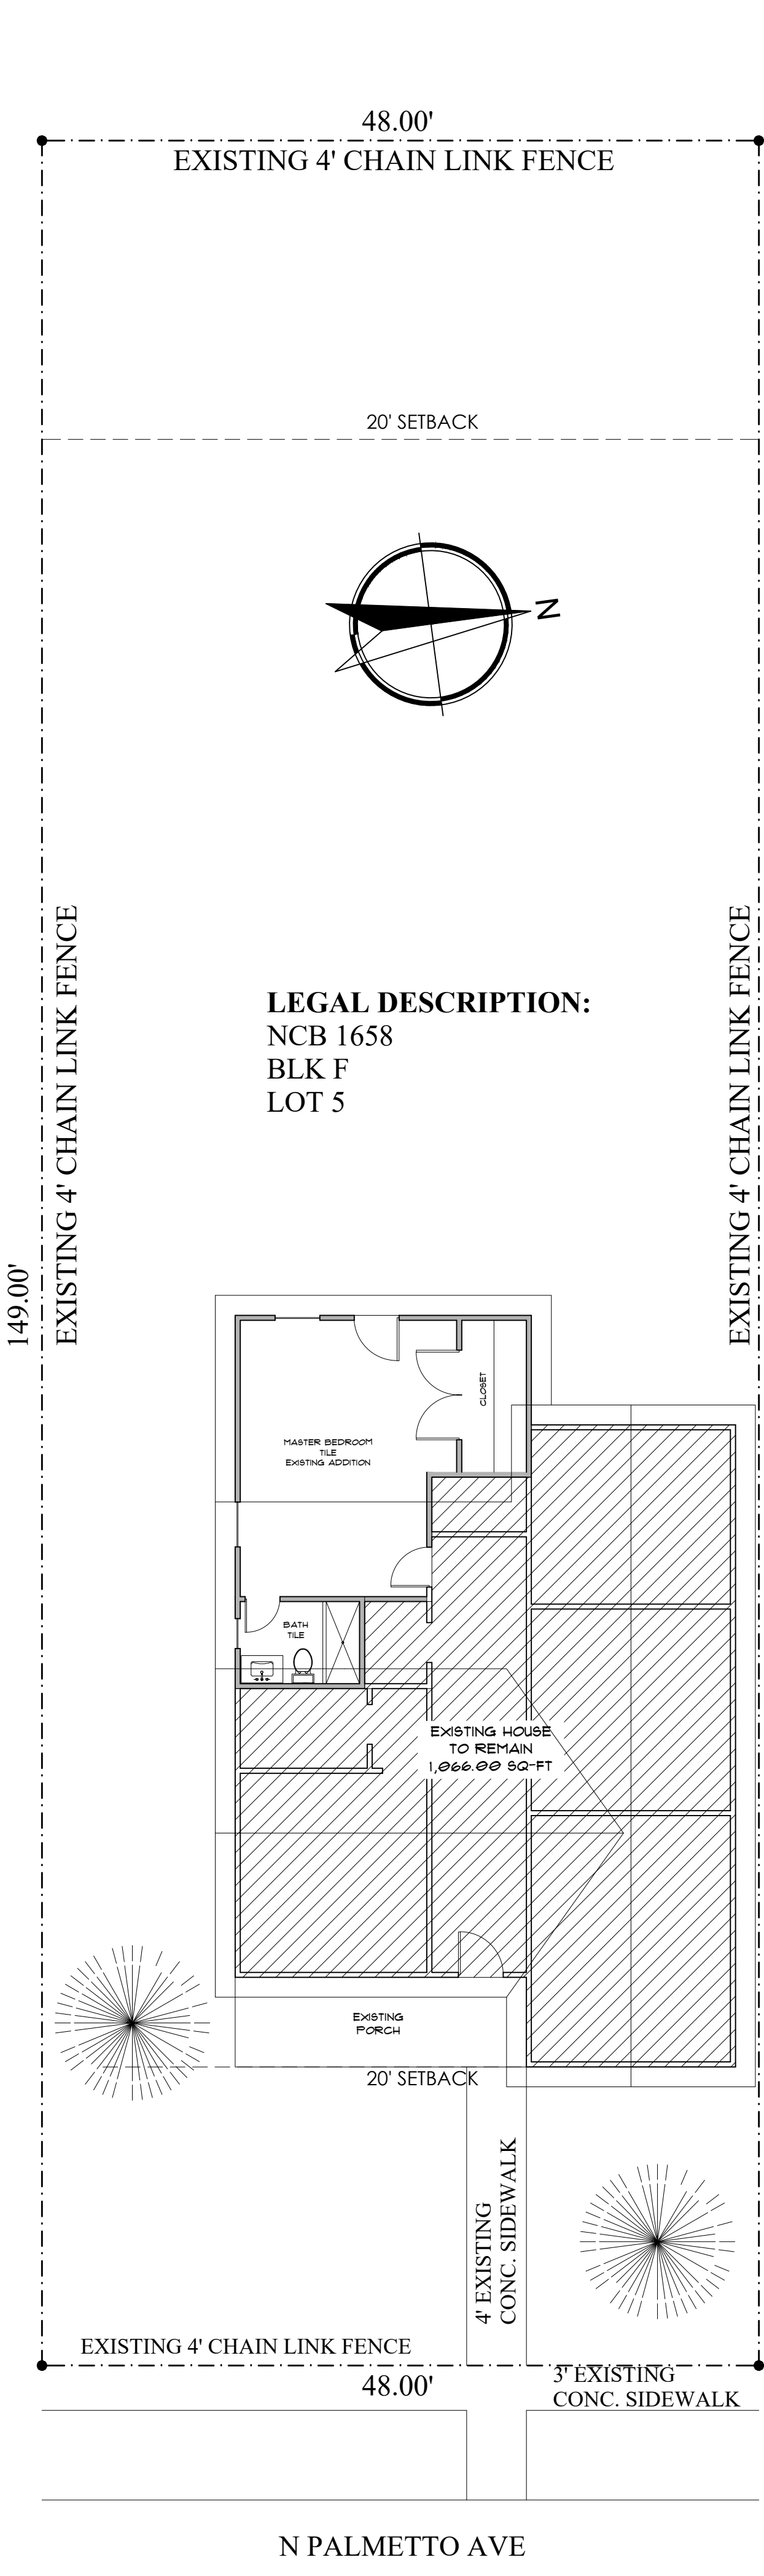 48.00'
EXISTING 4' CHAIN LINK FENCE
20' SETBACK
N
EXISTING 4' CHAIN LINK FENCE
EXISTING 4' CHAIN LINK FENCE
LEGAL DESCRIPTION:
NCB 1658
BLK F
LOT 5
149.00'
CLOSET
MASTER BEDROOM
TILE
EXISTING ADDITION
BATH
TILE
EXISTING HOUSE
TO REMAIN
1,066.00 SQ-FT
EXISTING
PORCH
20' SETBACK
4' EXISTING
CONC. SIDEWALK
EXISTING 4' CHAIN LINK FENCE
48.00'
3' EXISTING
CONC. SIDEWALK
N PALMETTO AVE